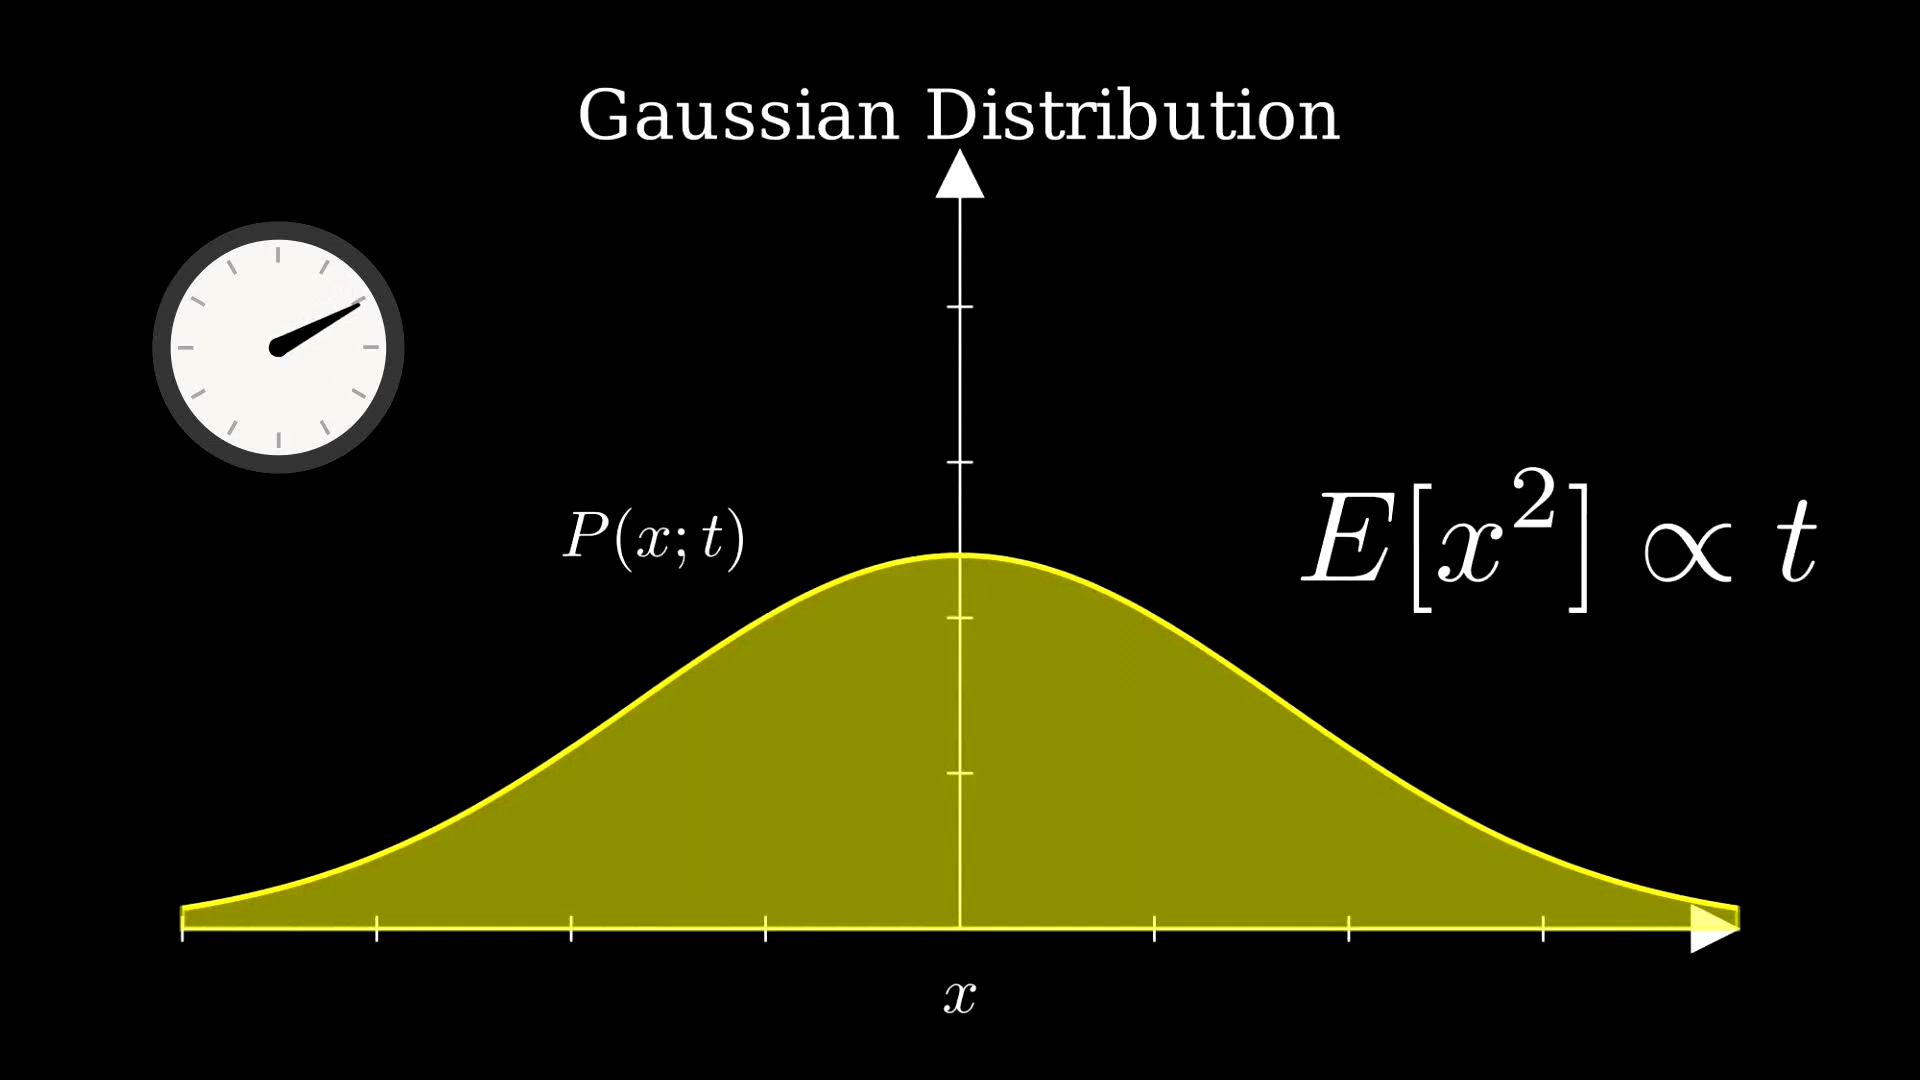 Gaussian Distribution
P(x; t)
E[x²] ∝ t
x